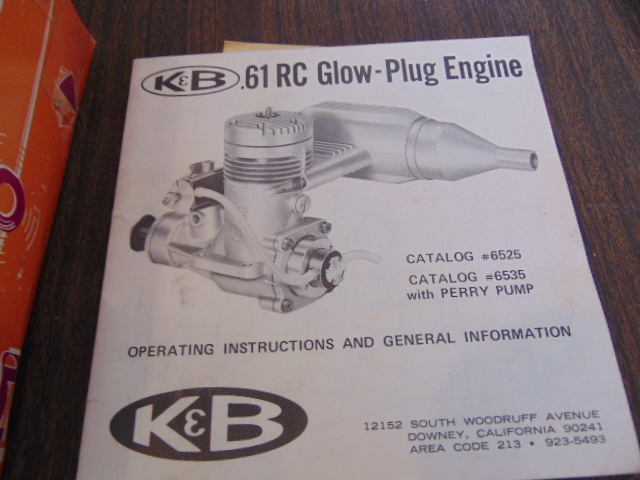 K&B .61 RC Glow-Plug Engine
CATALOG #6525
CATALOG #6535
with PERRY PUMP
OPERATING INSTRUCTIONS AND GENERAL INFORMATION
K&B
12152 SOUTH WOODRUFF AVENUE
DOWNEY, CALIFORNIA 90241
AREA CODE 213 • 923-5493